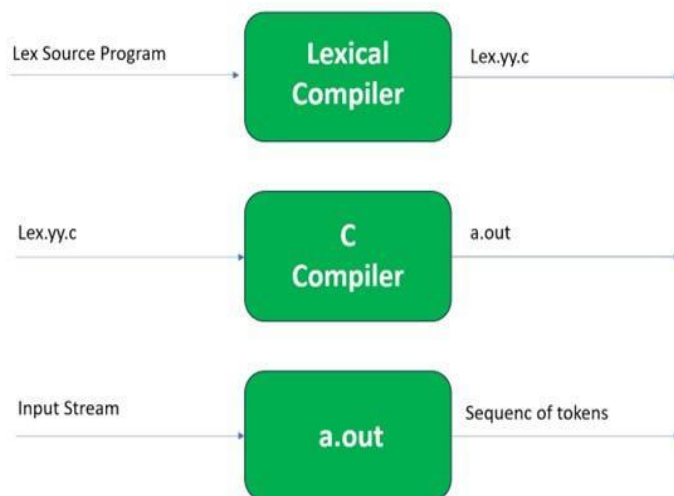 Lex Source Program
Lexical
Compiler
Lex.yy.c
Lex.yy.c
C
Compiler
a.out
Input Stream
a.out
Sequenc of tokens